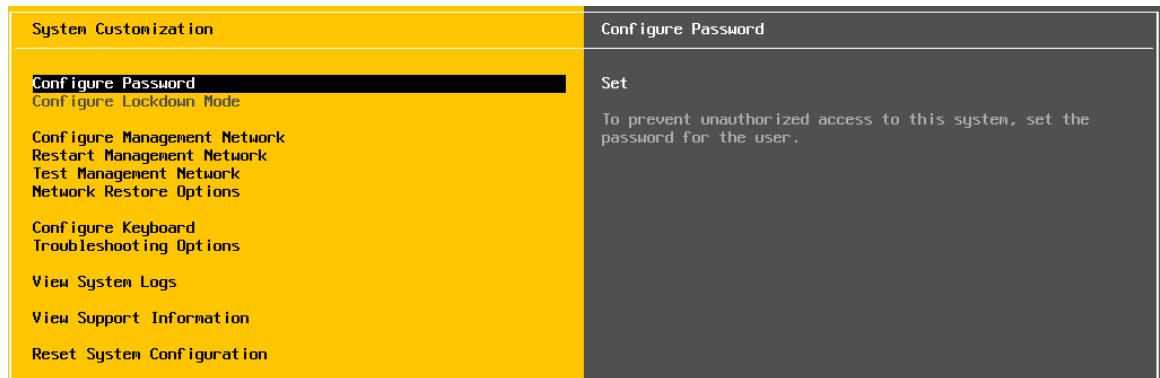 System Customization
Configure Password
Configure Lockdown Mode
Configure Management Network
Restart Management Network
Test Management Network
Network Restore Options
Configure Keyboard
Troubleshooting Options
View System Logs
View Support Information
Reset System Configuration
Configure Password
Set
To prevent unauthorized access to this system, set the
password for the user.